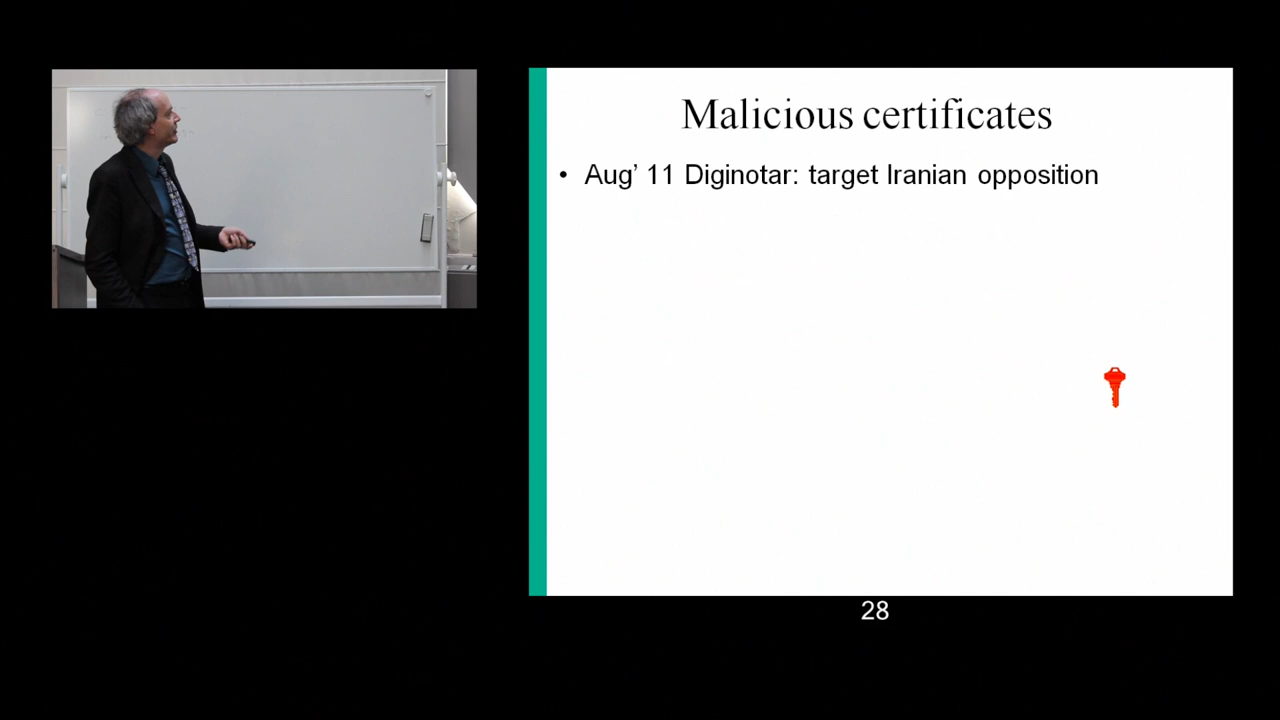 Malicious certificates
• Aug’ 11 Diginotar: target Iranian opposition
28